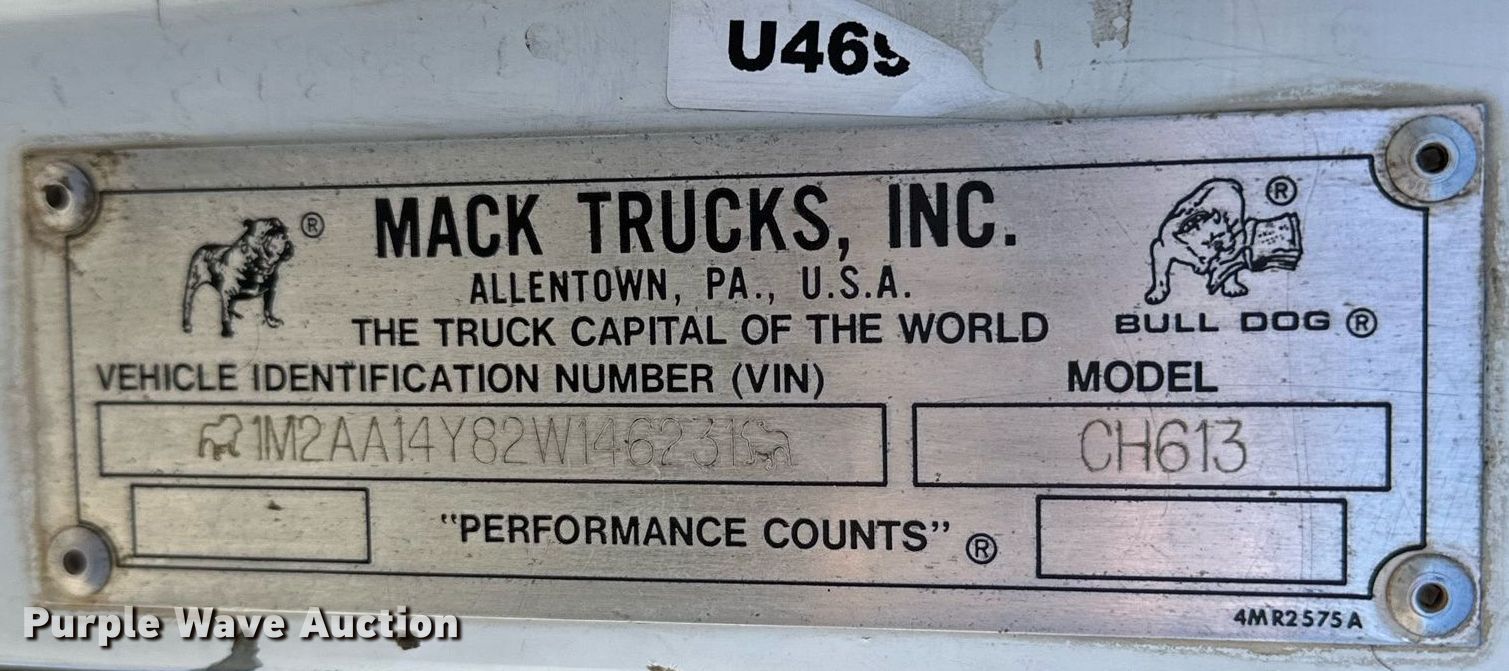 U469
® MACK TRUCKS, INC. ®
ALLENTOWN, PA., U.S.A.
THE TRUCK CAPITAL OF THE WORLD
BULL DOG ®
VEHICLE IDENTIFICATION NUMBER (VIN)
MODEL
1M2AA14Y82W146231
CH613
"PERFORMANCE COUNTS" ®
4MR2575A
Purple Wave Auction